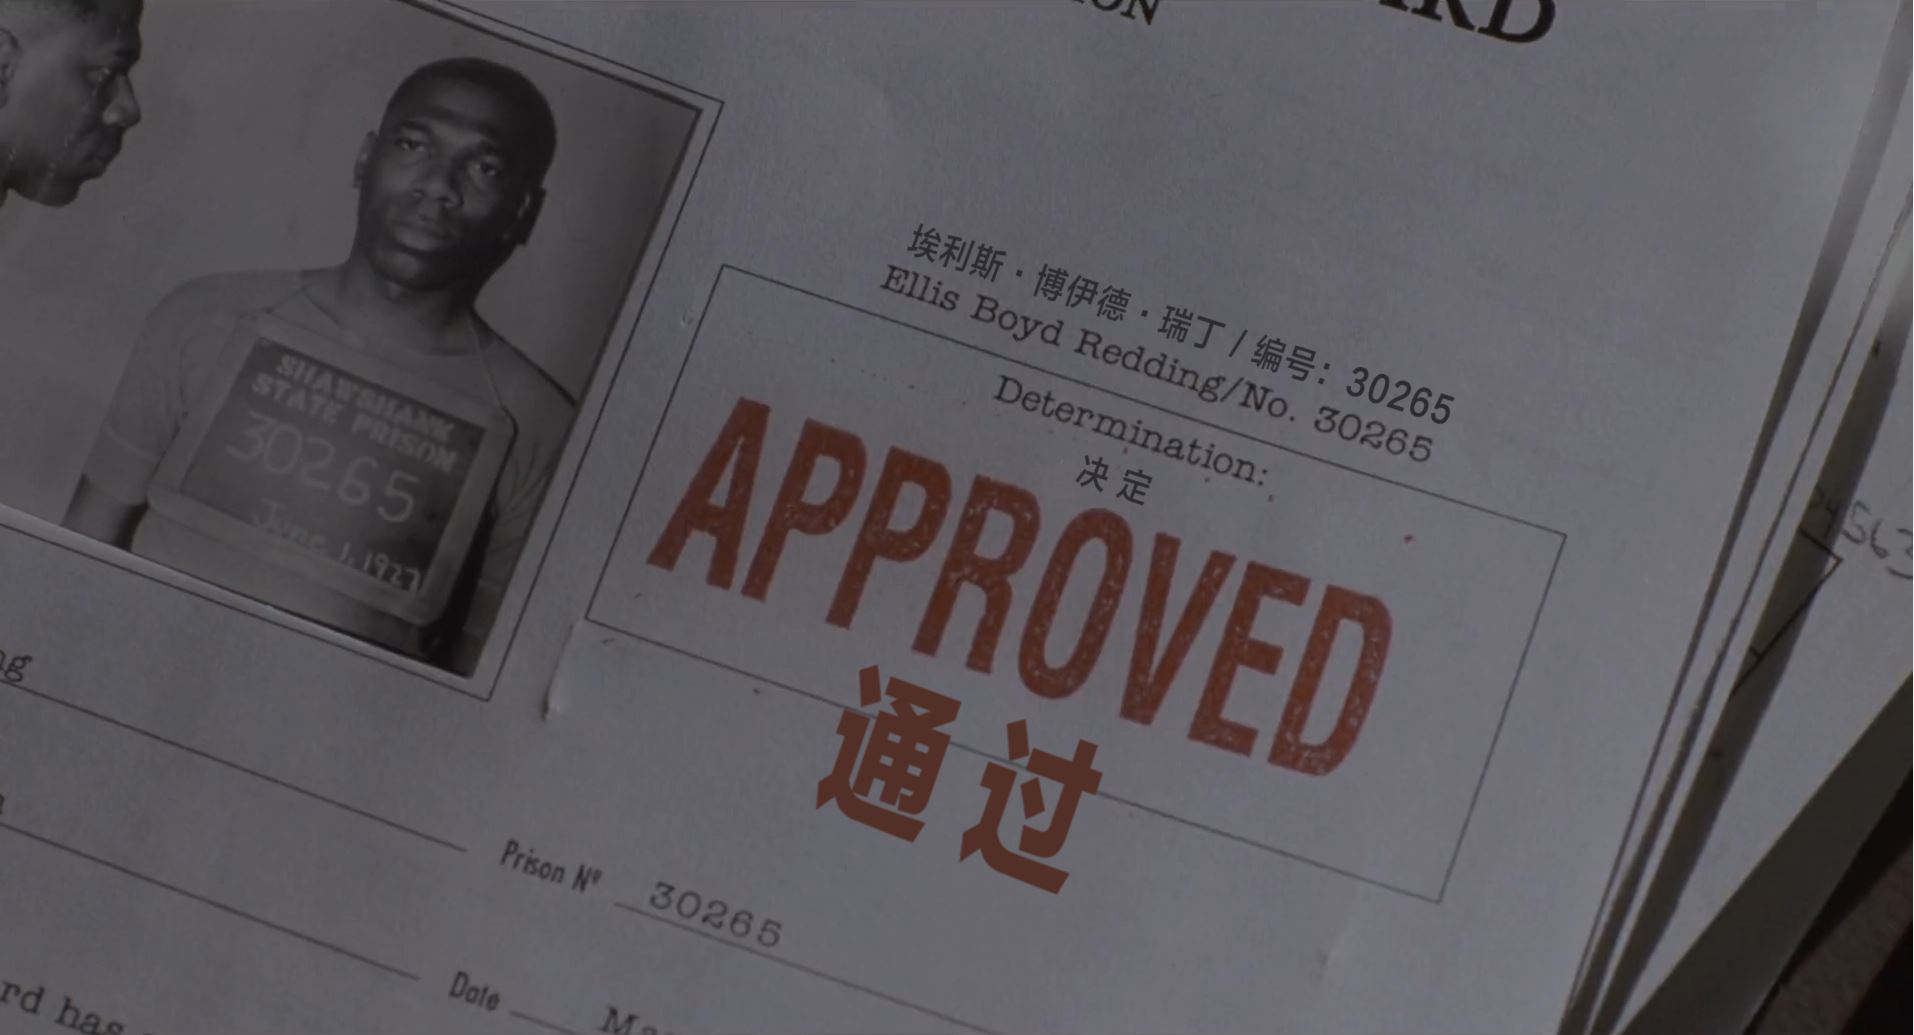 SHAWSHANK
STATE PRISON
30265
June 1, 1927
埃利斯·博伊德·瑞丁 / 编号: 30265
Ellis Boyd Redding/No. 30265
Determination:
决定
APPROVED
通过
Prison Nº 30265
Date
has